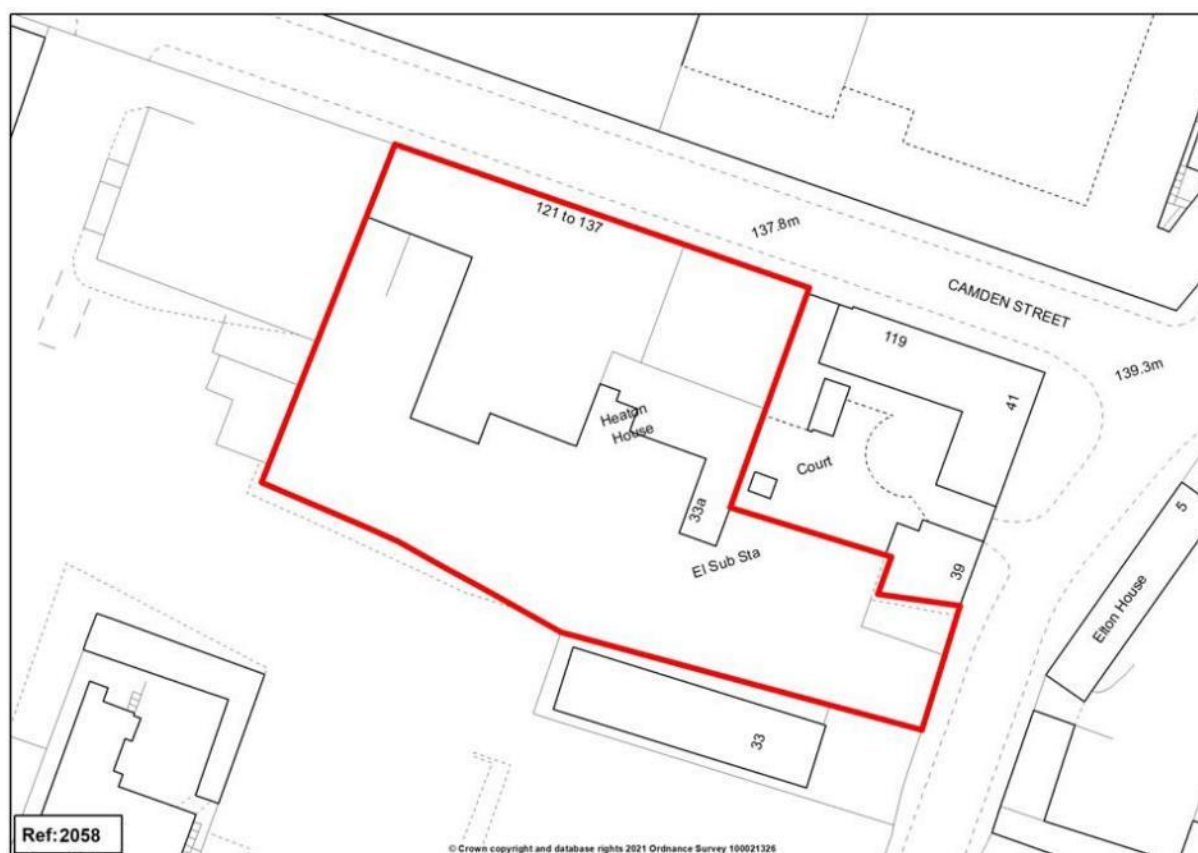 121 to 137
137.8m
CAMDEN STREET
119
139.3m
41
Heaton
House
Court
33a
El Sub Sta
39
5
Elton House
33
Ref:2058
© Crown copyright and database rights 2021 Ordnance Survey 100021326